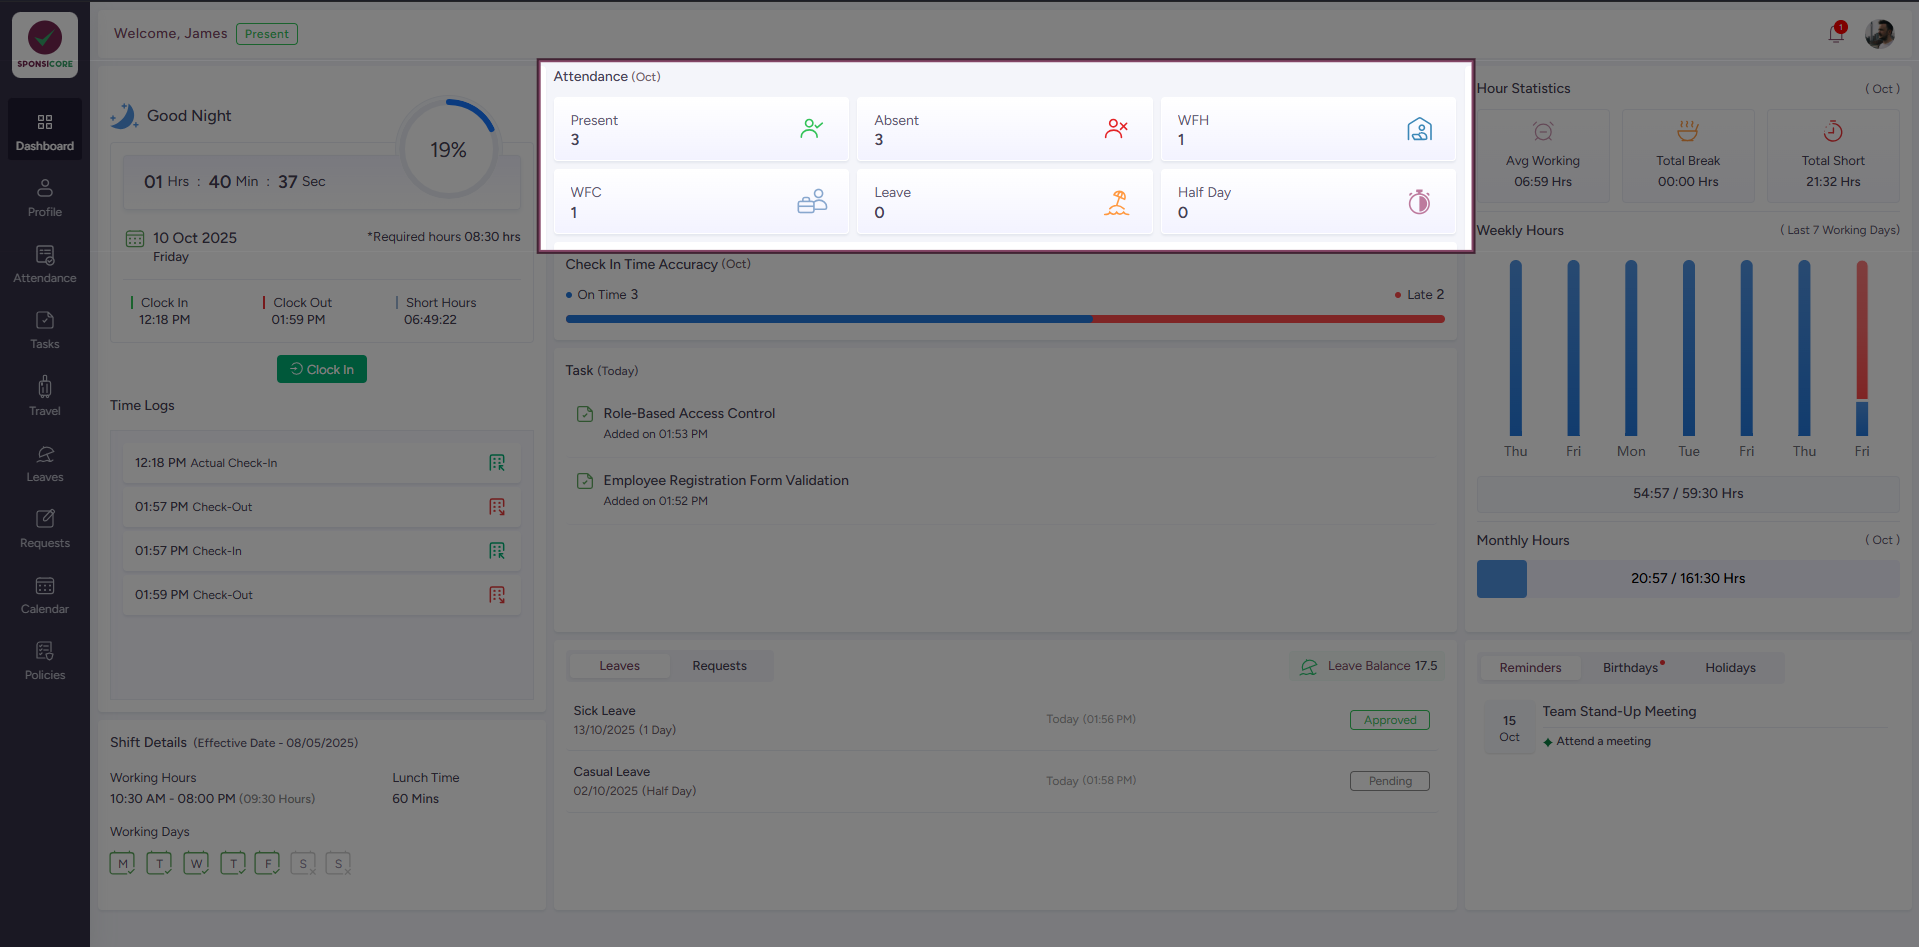 SPONSICORE
Dashboard
Profile
Attendance
Tasks
Travel
Leaves
Requests
Calendar
Policies
Welcome, James Present
1
Good Night
19%
01 Hrs : 40 Min : 37 Sec
10 Oct 2025
Friday
*Required hours 08:30 hrs
Clock In
12:18 PM
Clock Out
01:59 PM
Short Hours
06:49:22
Clock In
Time Logs
12:18 PM Actual Check-In
01:57 PM Check-Out
01:57 PM Check-In
01:59 PM Check-Out
Shift Details (Effective Date - 08/05/2025)
Working Hours
10:30 AM - 08:00 PM (09:30 Hours)
Lunch Time
60 Mins
Working Days
M T W T F S S
Attendance (Oct)
Present
3
Absent
3
WFH
1
WFC
1
Leave
0
Half Day
0
Check In Time Accuracy (Oct)
On Time 3
Late 2
Task (Today)
Role-Based Access Control
Added on 01:53 PM
Employee Registration Form Validation
Added on 01:52 PM
Leaves
Requests
Leave Balance 17.5
Sick Leave
13/10/2025 (1 Day)
Today (01:56 PM)
Approved
Casual Leave
02/10/2025 (Half Day)
Today (01:58 PM)
Pending
Hour Statistics
( Oct )
Avg Working
06:59 Hrs
Total Break
00:00 Hrs
Total Short
21:32 Hrs
Weekly Hours
( Last 7 Working Days)
Thu Fri Mon Tue Fri Thu Fri
54:57 / 59:30 Hrs
Monthly Hours
( Oct )
20:57 / 161:30 Hrs
Reminders
Birthdays
Holidays
15
Oct
Team Stand-Up Meeting
Attend a meeting